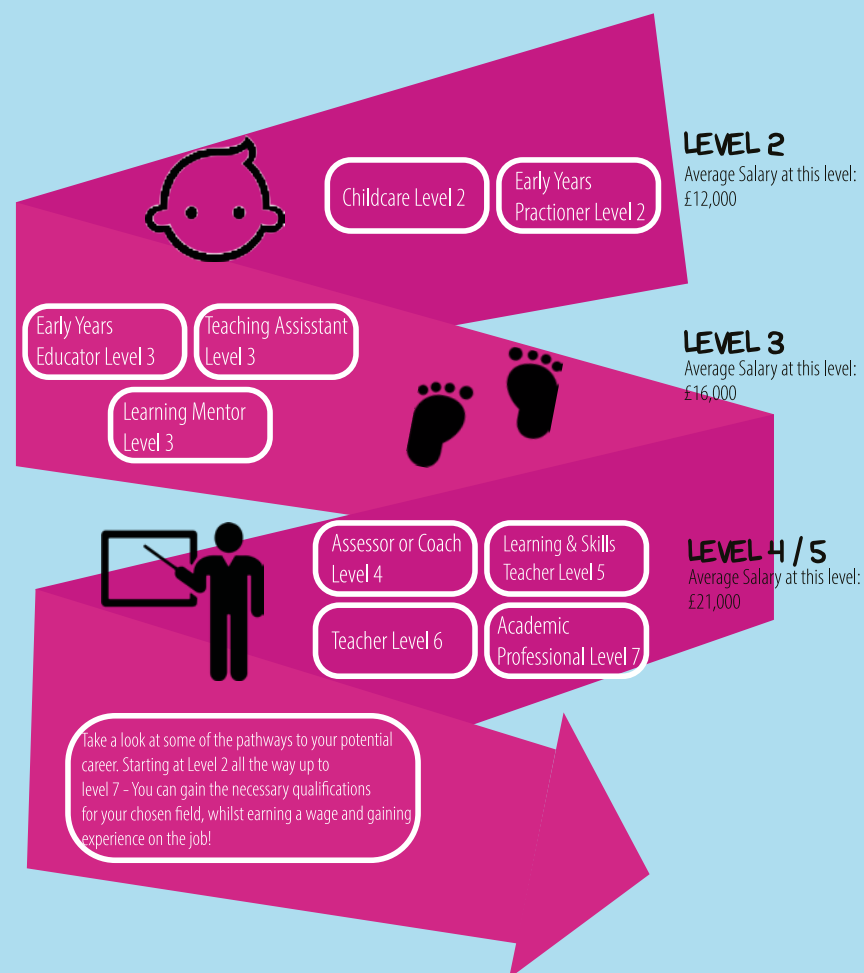 LEVEL 2
Average Salary at this level:
£12,000
Childcare Level 2
Early Years
Practioner Level 2
LEVEL 3
Average Salary at this level:
£16,000
Early Years
Educator Level 3
Teaching Assisstant
Level 3
Learning Mentor
Level 3
LEVEL 4 / 5
Average Salary at this level:
£21,000
Assessor or Coach
Level 4
Learning & Skills
Teacher Level 5
Teacher Level 6
Academic
Professional Level 7
Take a look at some of the pathways to your potential
career. Starting at Level 2 all the way up to
level 7 - You can gain the necessary qualifications
for your chosen field, whilst earning a wage and gaining
experience on the job!